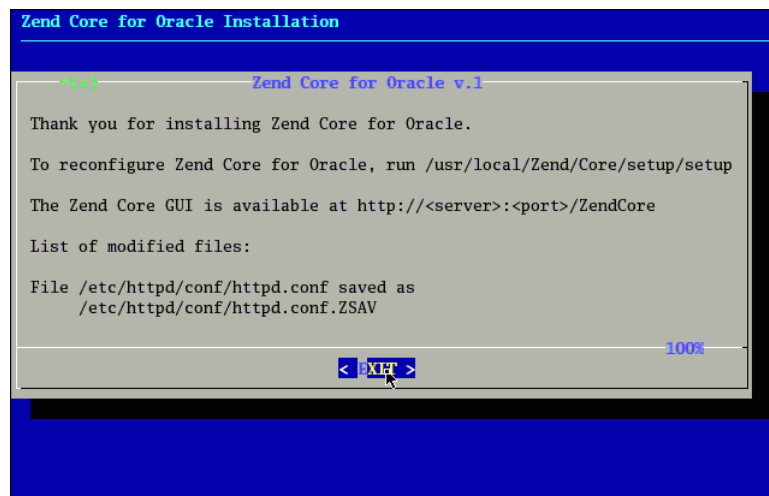 Zend Core for Oracle Installation
^(+)
Zend Core for Oracle v.1
Thank you for installing Zend Core for Oracle.
To reconfigure Zend Core for Oracle, run /usr/local/Zend/Core/setup/setup
The Zend Core GUI is available at http://<server>:<port>/ZendCore
List of modified files:
File /etc/httpd/conf/httpd.conf saved as
/etc/httpd/conf/httpd.conf.ZSAV
100%
< EXIT >